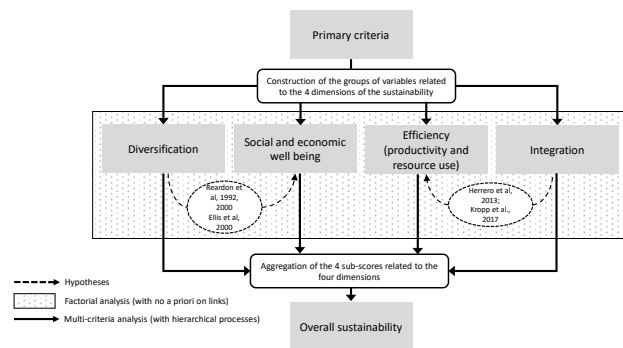 Primary criteria
Construction of the groups of variables related
to the 4 dimensions of the sustainability
Diversification
Social and economic
well being
Efficiency
(productivity and
resource use)
Integration
Reardon et
al, 1992,
2000
Ellis et al,
2000
Herrero et al,
2013;
Kropp et al.,
2017
Aggregation of the 4 sub-scores related to the
four dimensions
Hypotheses
Factorial analysis (with no a priori on links)
Multi-criteria analysis (with hierarchical processes)
Overall sustainability